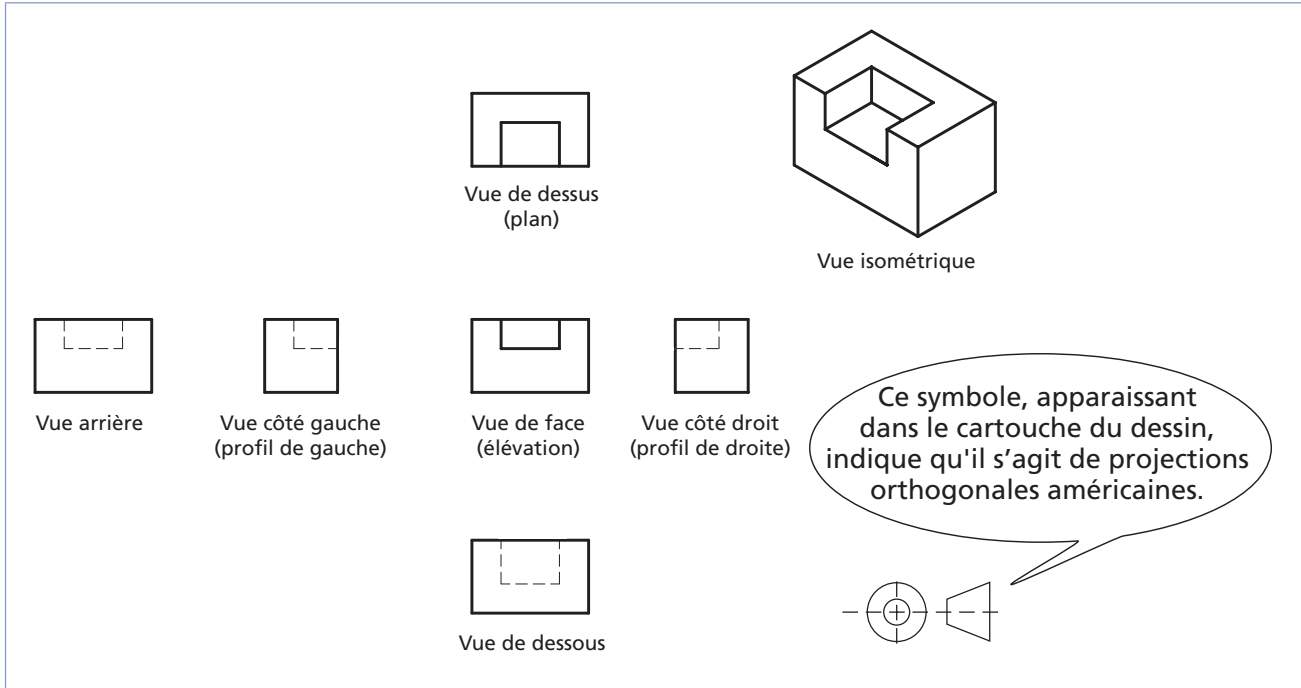 Vue de dessus
(plan)
Vue isométrique
Vue arrière
Vue côté gauche
(profil de gauche)
Vue de face
(élévation)
Vue côté droit
(profil de droite)
Ce symbole, apparaissant
dans le cartouche du dessin,
indique qu'il s’agit de projections
orthogonales américaines.
Vue de dessous